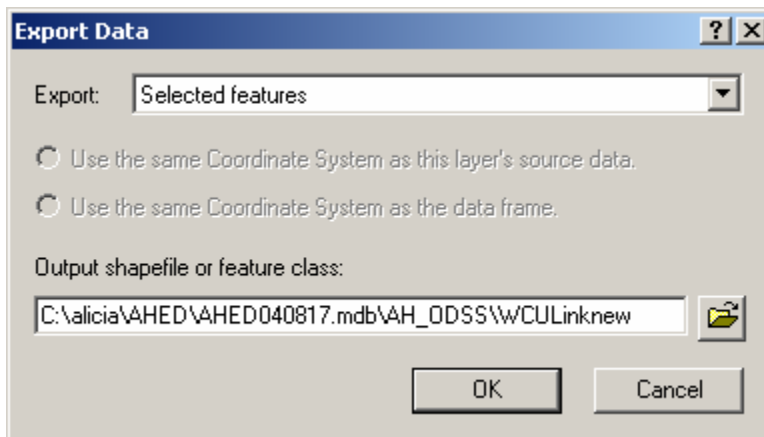 Export Data
Export: Selected features
Use the same Coordinate System as this layer's source data.
Use the same Coordinate System as the data frame.
Output shapefile or feature class:
C:\alicia\AHED\AHED040817.mdb\AH_ODSS\WCULinknew
OK Cancel